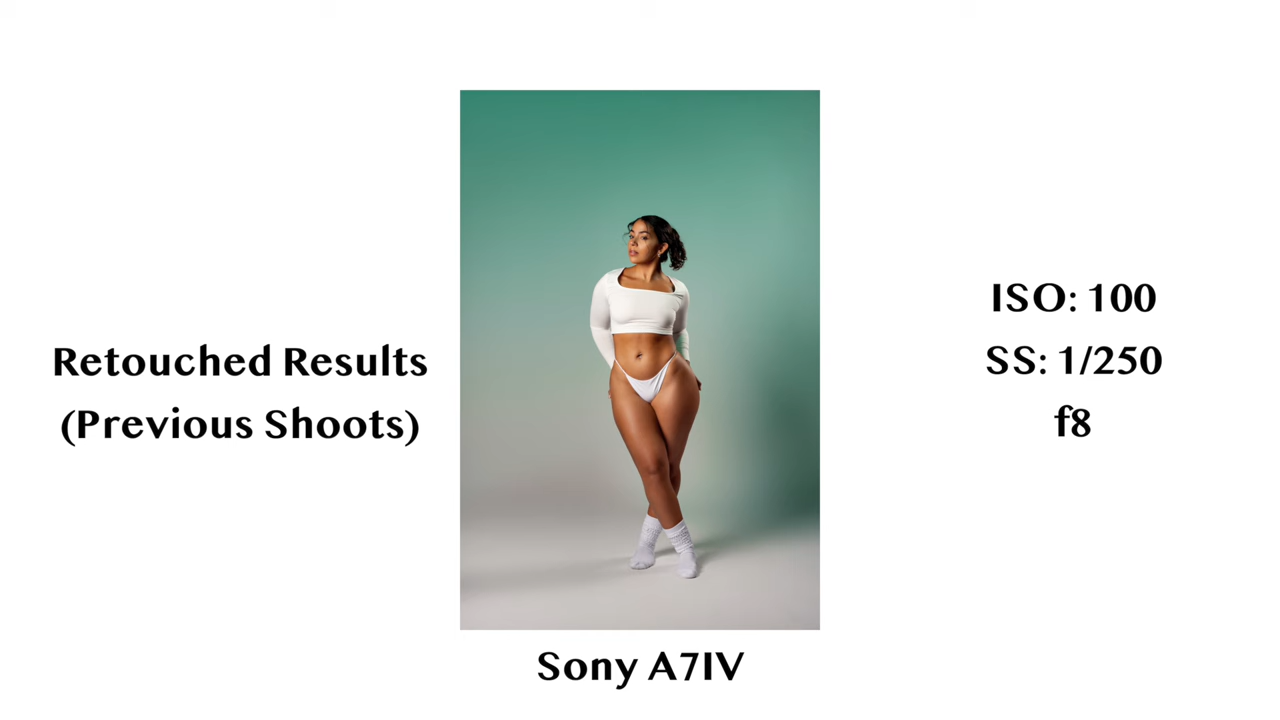 Retouched Results
(Previous Shoots)
ISO: 100
SS: 1/250
f8
Sony A7IV